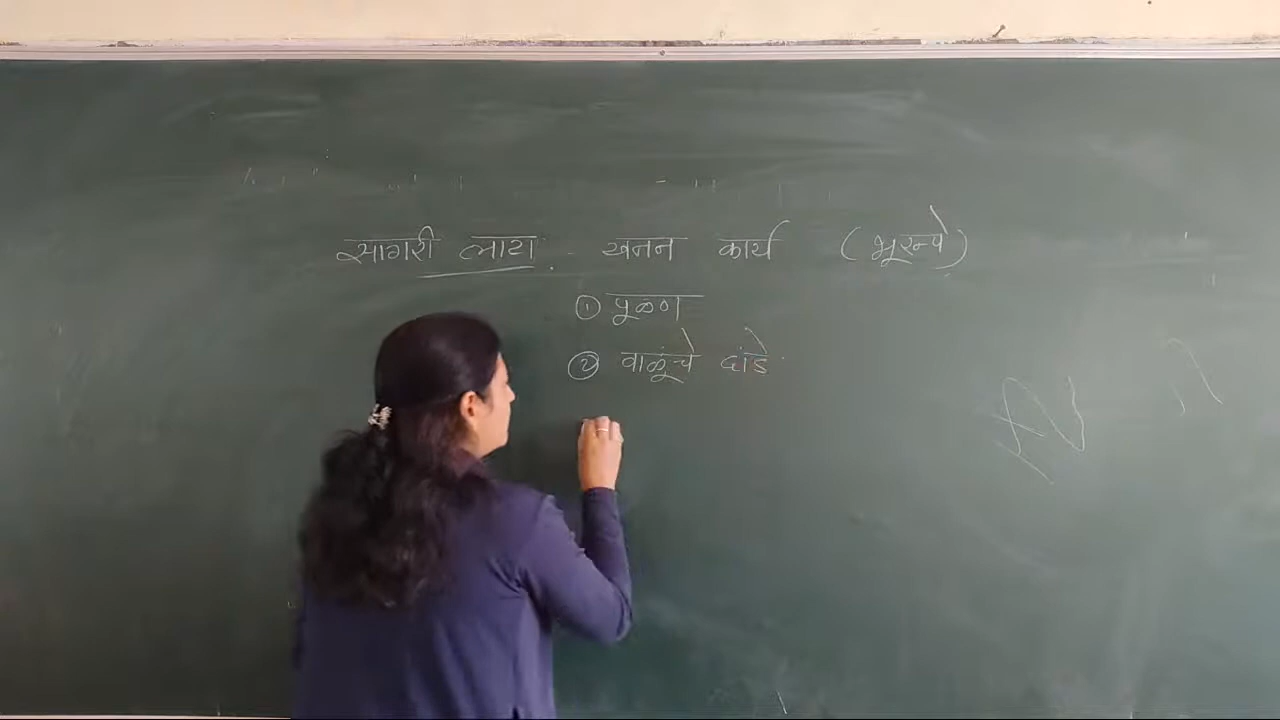 सागरी लाटा. - खनन कार्य (भूरूपे)
① पूळण
② वाळूंचे दांडे